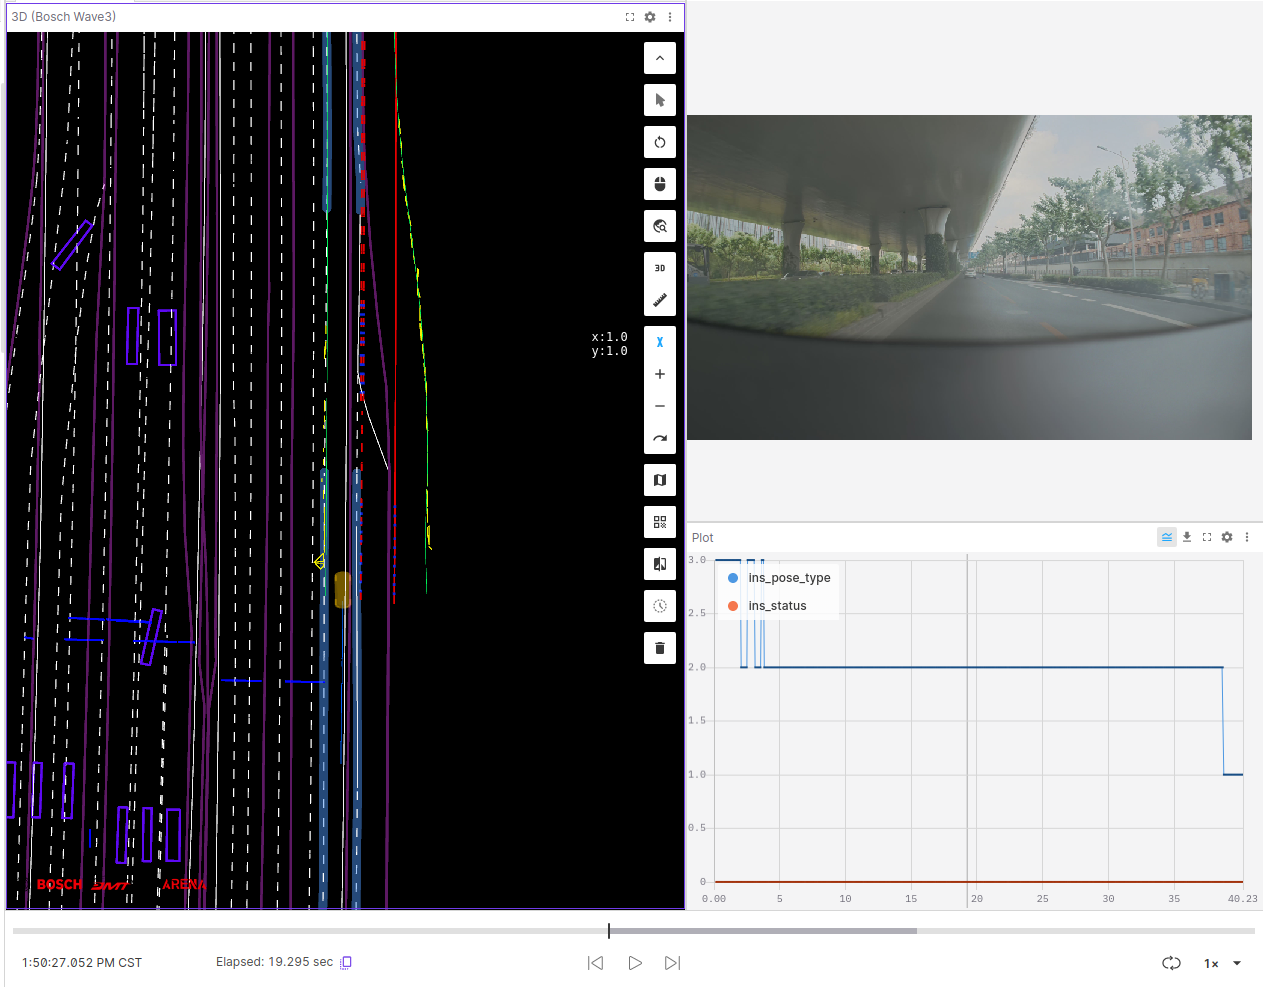 3D (Bosch Wave3)
3D
x:1.0
y:1.0
BOSCH
ARENA
Plot
ins_pose_type
ins_status
3.0
2.5
2.0
1.5
1.0
0.5
0
0.00 5 10 15 20 25 30 35 40.23
1:50:27.052 PM CST
Elapsed: 19.295 sec
1×